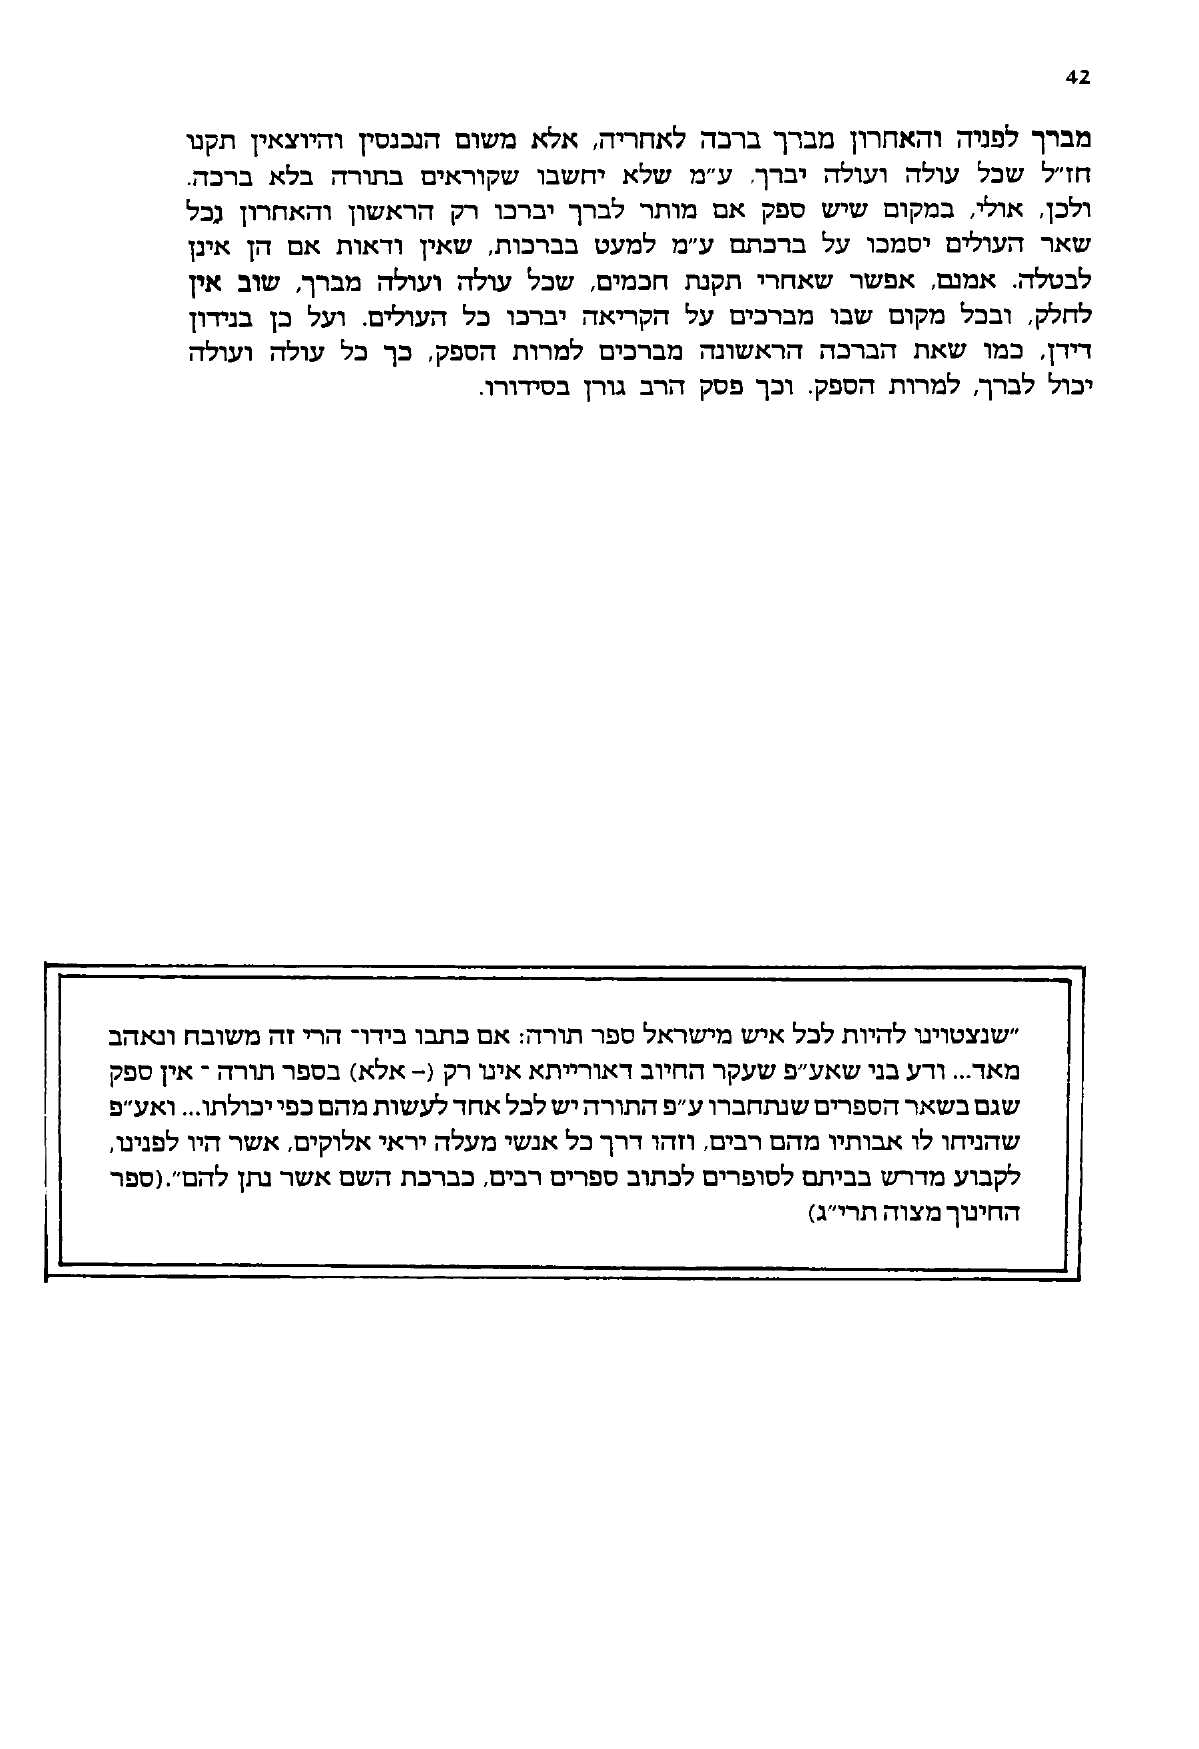 42
מברך לפניה והאחרון מברך ברכה לאחריה, אלא משום הנכנסין והיוצאין תקנו
חז״ל שכל עולה ועולה יברך, ע״מ שלא יחשבו שקוראים בתורה בלא ברכה.
ולכן, אולי, במקום שיש ספק אם מותר לברך יברכו רק הראשון והאחרון וכל
שאר העולים יסמכו על ברכתם ע״מ למעט בברכות, שאין ודאות אם הן אינן
לבטלה. אמנם, אפשר שאחרי תקנת חכמים, שכל עולה ועולה מברך, שוב אין
לחלק, ובכל מקום שבו מברכים על הקריאה יברכו כל העולים. ועל כן בנידון
דידן, כמו שאת הברכה הראשונה מברכים למרות הספק, כך כל עולה ועולה
יכול לברך, למרות הספק. וכך פסק הרב גורן בסידורו.
״שנצטוינו להיות לכל איש מישראל ספר תורה: אם כתבו בידו־ הרי זה משובח ונאהב
מאד... ודע בני שאע״פ שעקר החיוב דאורייתא אינו רק (– אלא) בספר תורה - אין ספק
שגם בשאר הספרים שנתחברו ע״פ התורה יש לכל אחד לעשות מהם כפי יכולתו... ואע״פ
שהניחו לו אבותיו מהם רבים, וזהו דרך כל אנשי מעלה יראי אלוקים, אשר היו לפנינו,
לקבוע מדרש בביתם לסופרים לכתוב ספרים רבים, כברכת השם אשר נתן להם״.(ספר
החינוך מצוה תרי״ג)